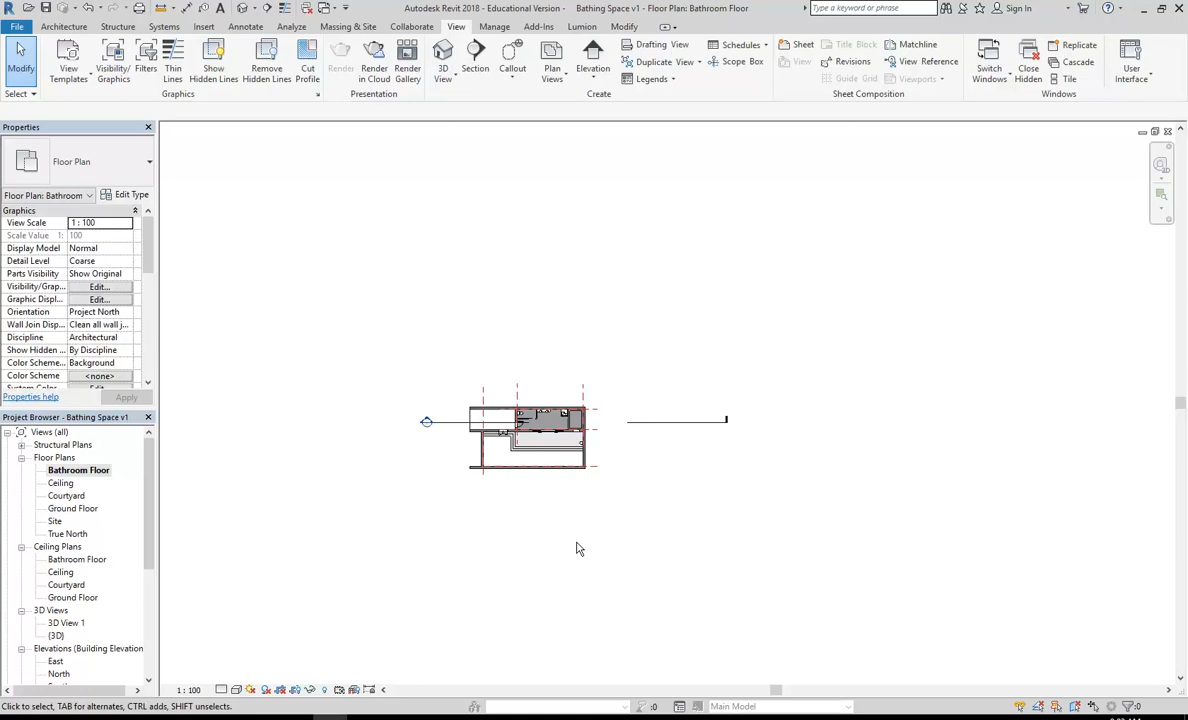 Autodesk Revit 2018 - Educational Version - Bathing Space v1 - Floor Plan: Bathroom Floor
Type a keyword or phrase
Sign In
File Architecture Structure Systems Insert Annotate Analyze Massing & Site Collaborate View Manage Add-Ins Lumion Modify
Modify
View Templates
Visibility/ Graphics
Filters
Thin Lines
Show Hidden Lines
Remove Hidden Lines
Cut Profile
Render
Render in Cloud
Render Gallery
3D View
Section
Callout
Plan Views
Elevation
Drafting View
Duplicate View
Legends
Schedules
Scope Box
Sheet
View
Title Block
Revisions
Guide Grid
Matchline
View Reference
Viewports
Switch Windows
Close Hidden
Replicate
Cascade
Tile
User Interface
Select Graphics Presentation Create Sheet Composition Windows
Properties
Floor Plan
Floor Plan: Bathroom
Edit Type
Graphics
View Scale 1 : 100
Scale Value 1: 100
Display Model Normal
Detail Level Coarse
Parts Visibility Show Original
Visibility/Grap... Edit...
Graphic Displ... Edit...
Orientation Project North
Wall Join Disp... Clean all wall j...
Discipline Architectural
Show Hidden ... By Discipline
Color Scheme... Background
Color Scheme <none>
Properties help
Apply
Project Browser - Bathing Space v1
Views (all)
Structural Plans
Floor Plans
Bathroom Floor
Ceiling
Courtyard
Ground Floor
Site
True North
Ceiling Plans
Bathroom Floor
Ceiling
Courtyard
Ground Floor
3D Views
3D View 1
{3D}
Elevations (Building Elevation
East
North
1 : 100
Click to select, TAB for alternates, CTRL adds, SHIFT unselects.
:0
Main Model
:0